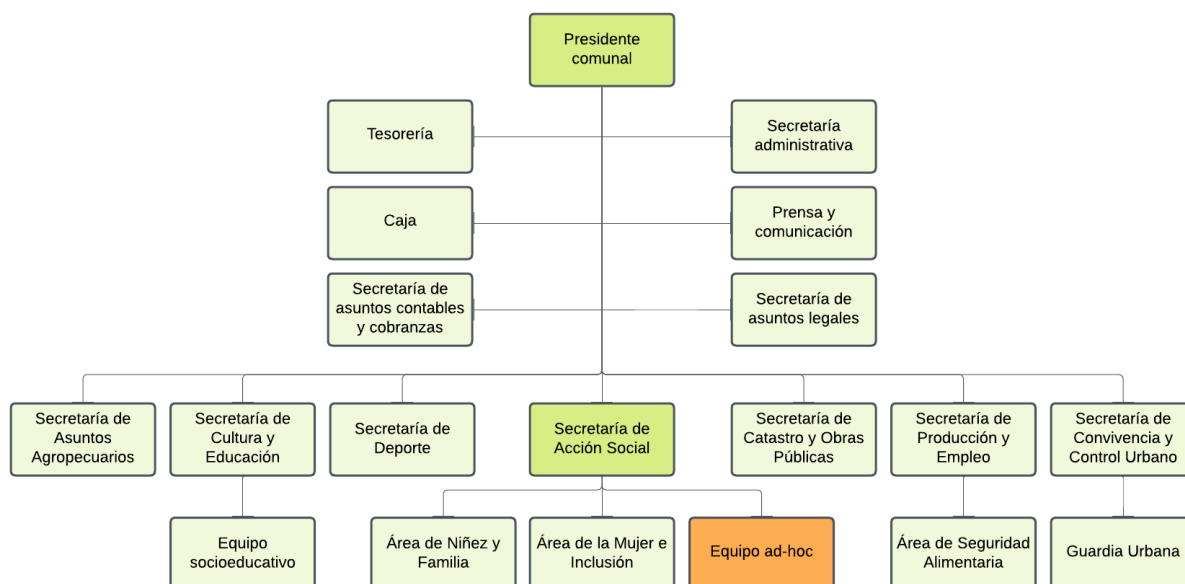 Presidente
comunal
Tesorería
Secretaría
administrativa
Caja
Prensa y
comunicación
Secretaría de
asuntos contables
y cobranzas
Secretaría de
asuntos legales
Secretaría de
Asuntos
Agropecuarios
Secretaría de
Cultura y
Educación
Secretaría de
Deporte
Secretaría de
Acción Social
Secretaría de
Catastro y Obras
Públicas
Secretaría de
Producción y
Empleo
Secretaría de
Convivencia y
Control Urbano
Equipo
socioeducativo
Área de Niñez y
Familia
Área de la Mujer e
Inclusión
Equipo ad-hoc
Área de Seguridad
Alimentaria
Guardia Urbana